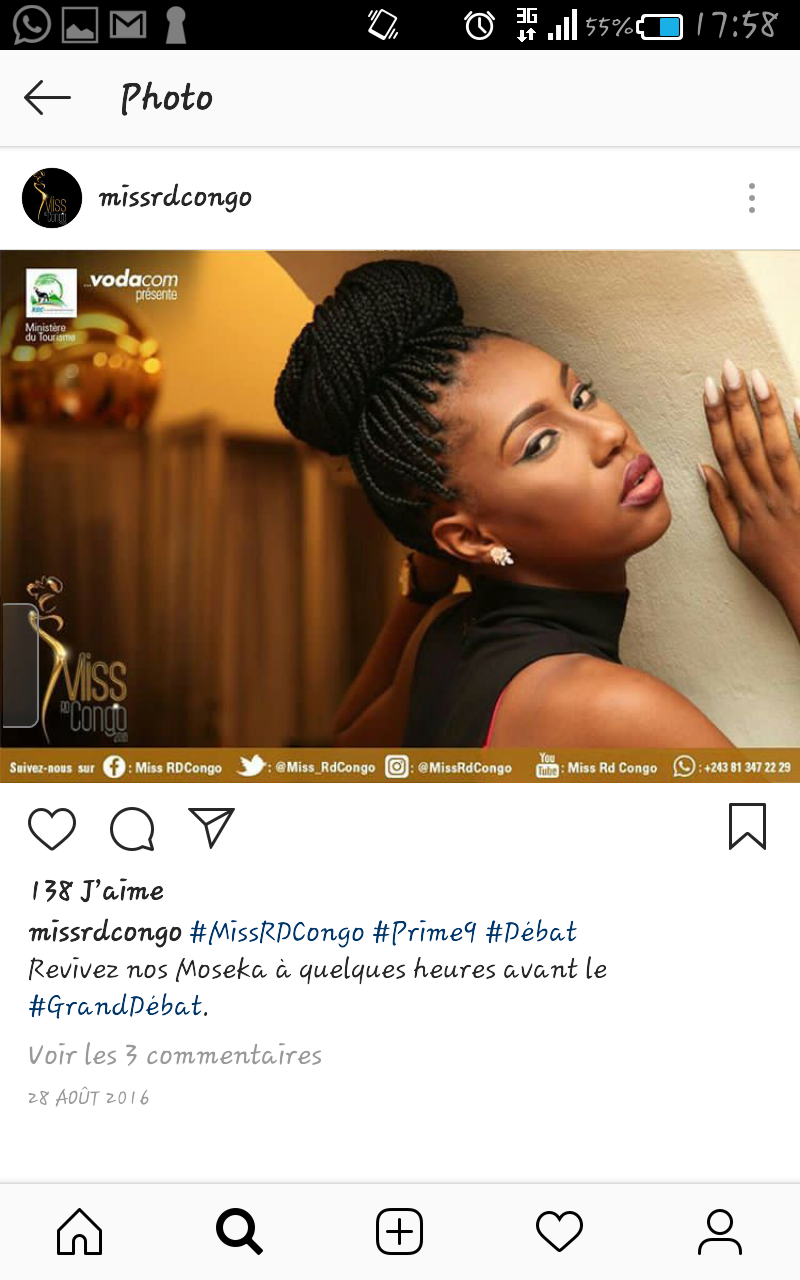 55% 17:58
Photo
missrdcongo
..vodacom
présente
Ministère
du Tourisme
Miss
RD
Congo
Suivez-nous sur f : Miss RDCongo : @Miss_RdCongo : @MissRdCongo You Tube : Miss Rd Congo : +243 81 347 22 29
138 J'aime
missrdcongo #MissRDCongo #Prime9 #Débat
Revivez nos Moseka à quelques heures avant le
#GrandDébat.
Voir les 3 commentaires
28 AOÛT 2016